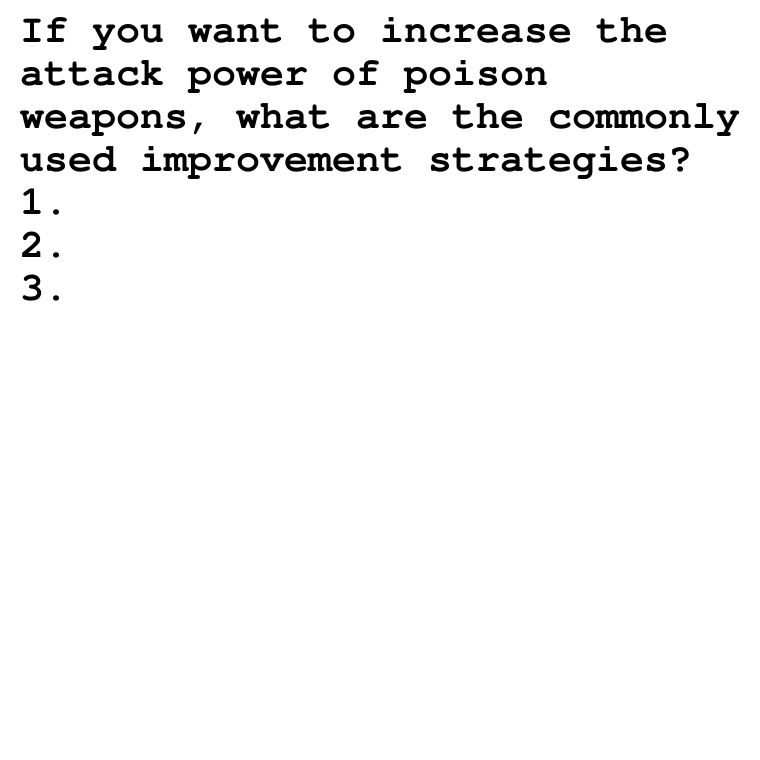 If you want to increase the
attack power of poison
weapons, what are the commonly
used improvement strategies?
1.
2.
3.